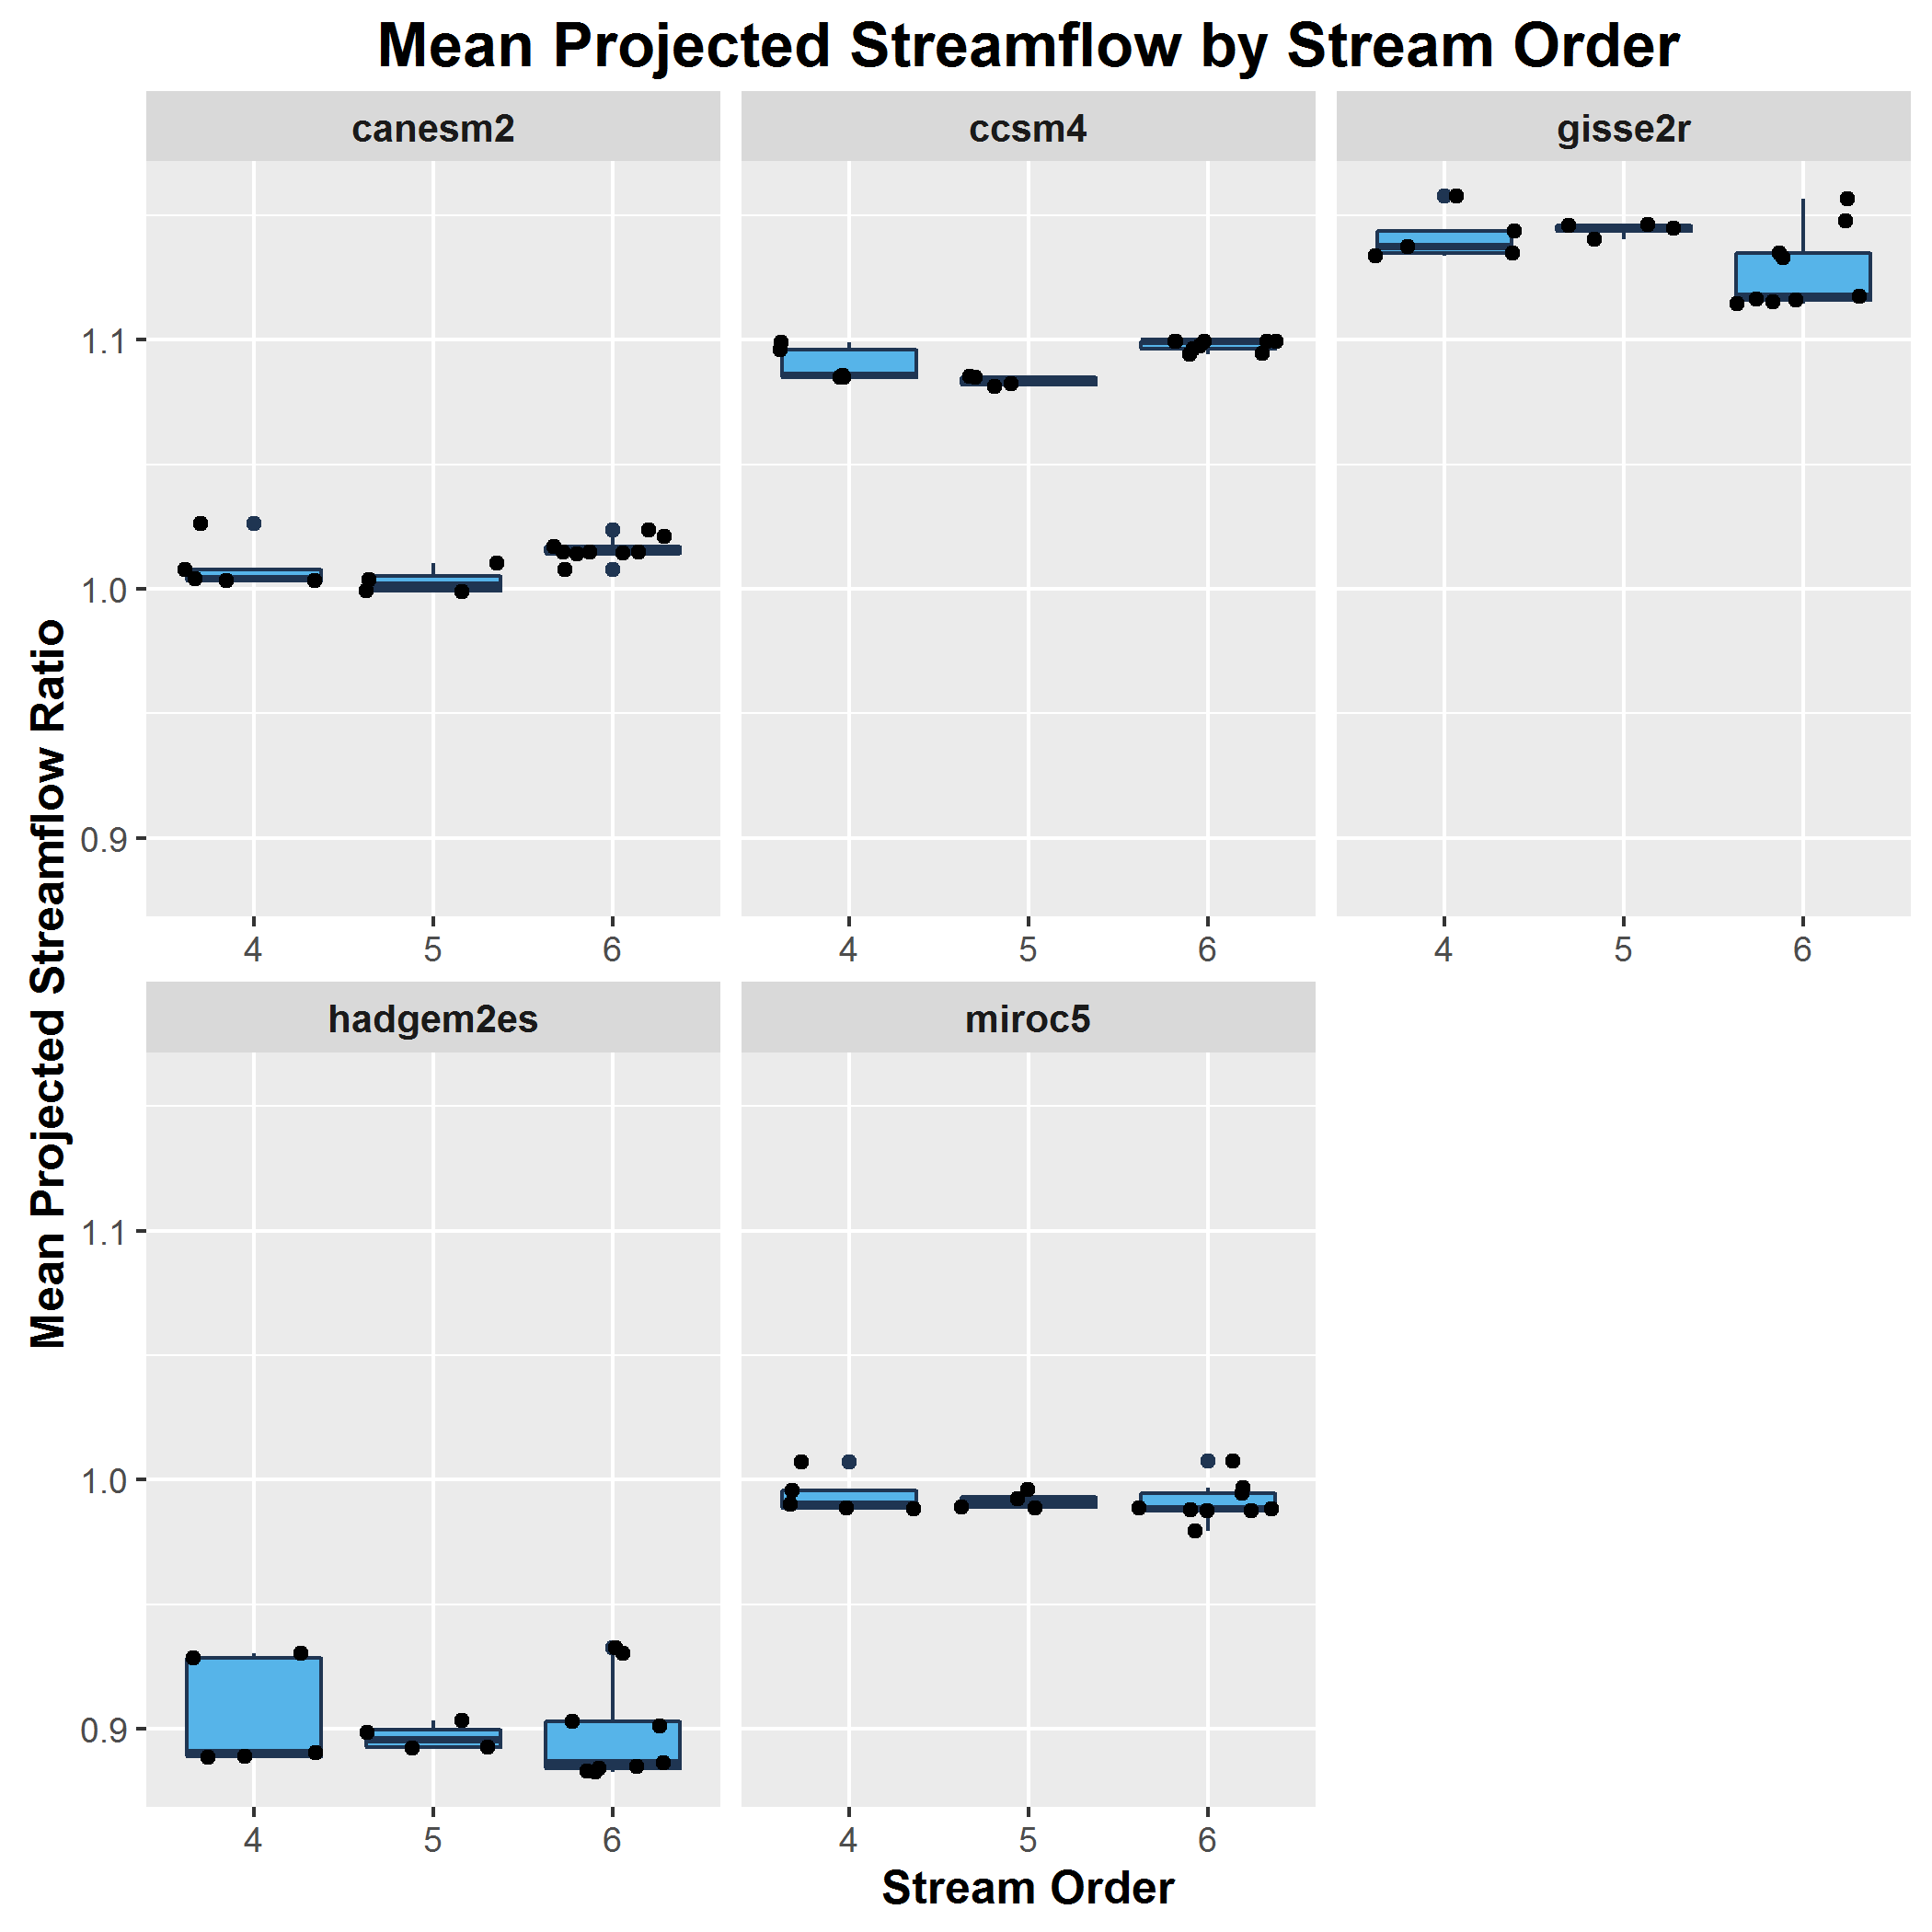 Mean Projected Streamflow by Stream Order
canesm2
ccsm4
gisse2r
1.1
1.0
0.9
4 5 6
4 5 6
4 5 6
Mean Projected Streamflow Ratio
hadgem2es
miroc5
1.1
1.0
0.9
4 5 6
4 5 6
Stream Order